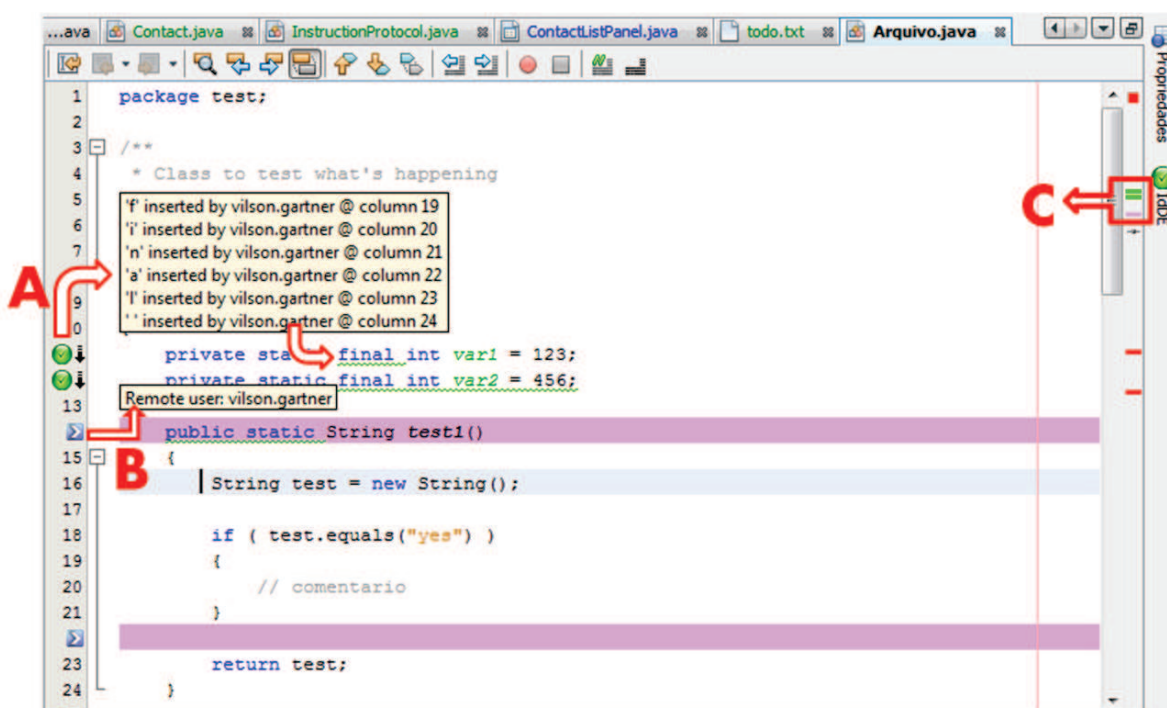 ...ava Contact.java InstructionProtocol.java ContactListPanel.java todo.txt Arquivo.java
Propriedades
IdDE
1 package test;
2
3 /**
4 * Class to test what's happening
5 'f' inserted by vilson.gartner @ column 19
6 'i' inserted by vilson.gartner @ column 20
7 'n' inserted by vilson.gartner @ column 21
'a' inserted by vilson.gartner @ column 22
9 'l' inserted by vilson.gartner @ column 23
0 ' ' inserted by vilson.gartner @ column 24
A
C
private sta final int var1 = 123;
private static final int var2 = 456;
13 Remote user: vilson.gartner
public static String test1()
15 {
B
16 String test = new String();
17
18 if ( test.equals("yes") )
19 {
20 // comentario
21 }
23 return test;
24 }